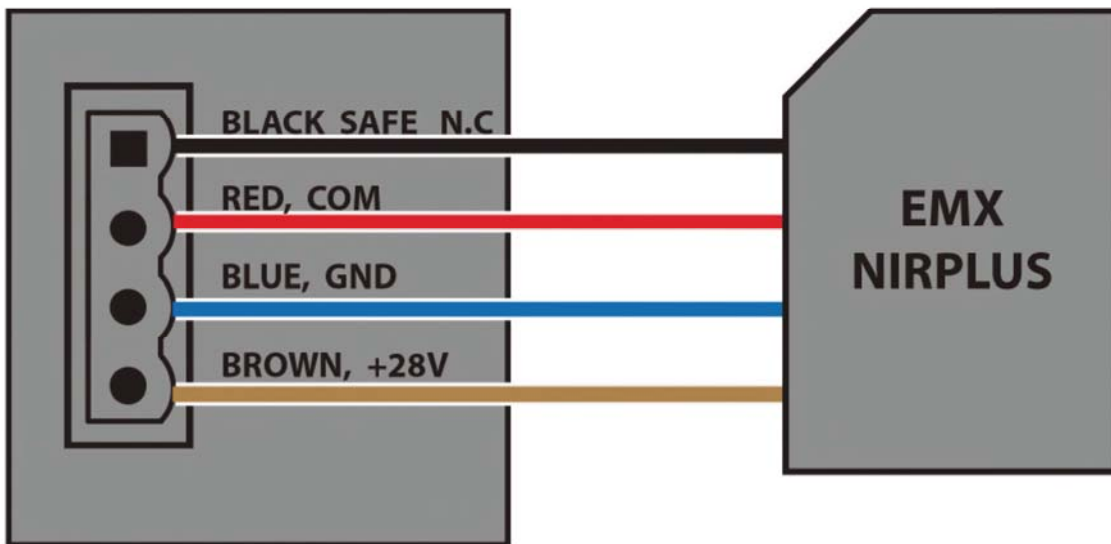 BLACK SAFE N.C
RED, COM
BLUE, GND
BROWN, +28V
EMX
NIRPLUS